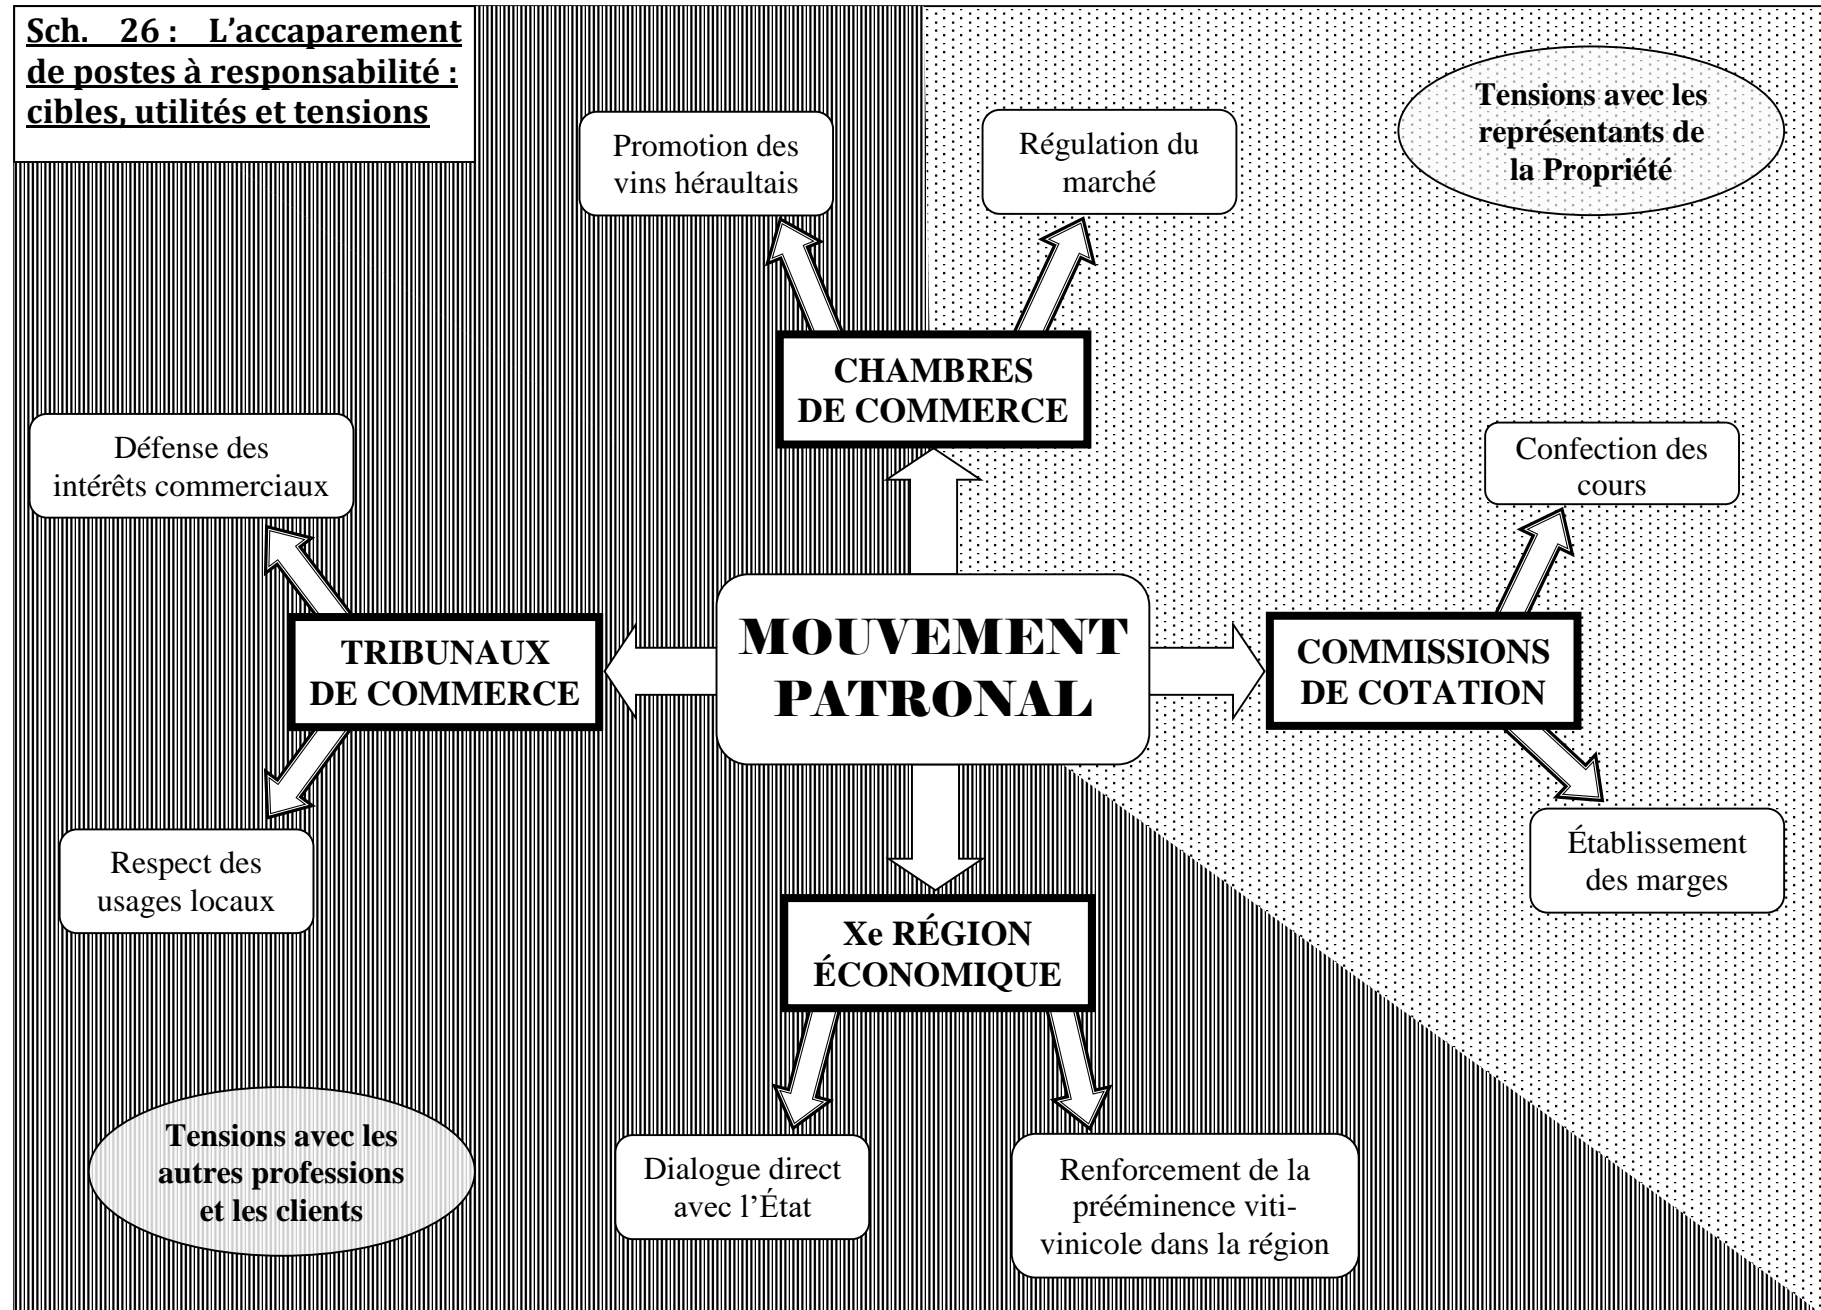 Sch. 26 : L’accaparement
de postes à responsabilité :
cibles, utilités et tensions
Promotion des
vins héraultais
Régulation du
marché
Tensions avec les
représentants de
la Propriété
CHAMBRES
DE COMMERCE
Défense des
intérêts commerciaux
Confection des
cours
TRIBUNAUX
DE COMMERCE
MOUVEMENT
PATRONAL
COMMISSIONS
DE COTATION
Respect des
usages locaux
Établissement
des marges
Xe RÉGION
ÉCONOMIQUE
Tensions avec les
autres professions
et les clients
Dialogue direct
avec l’État
Renforcement de la
prééminence viti-
vinicole dans la région